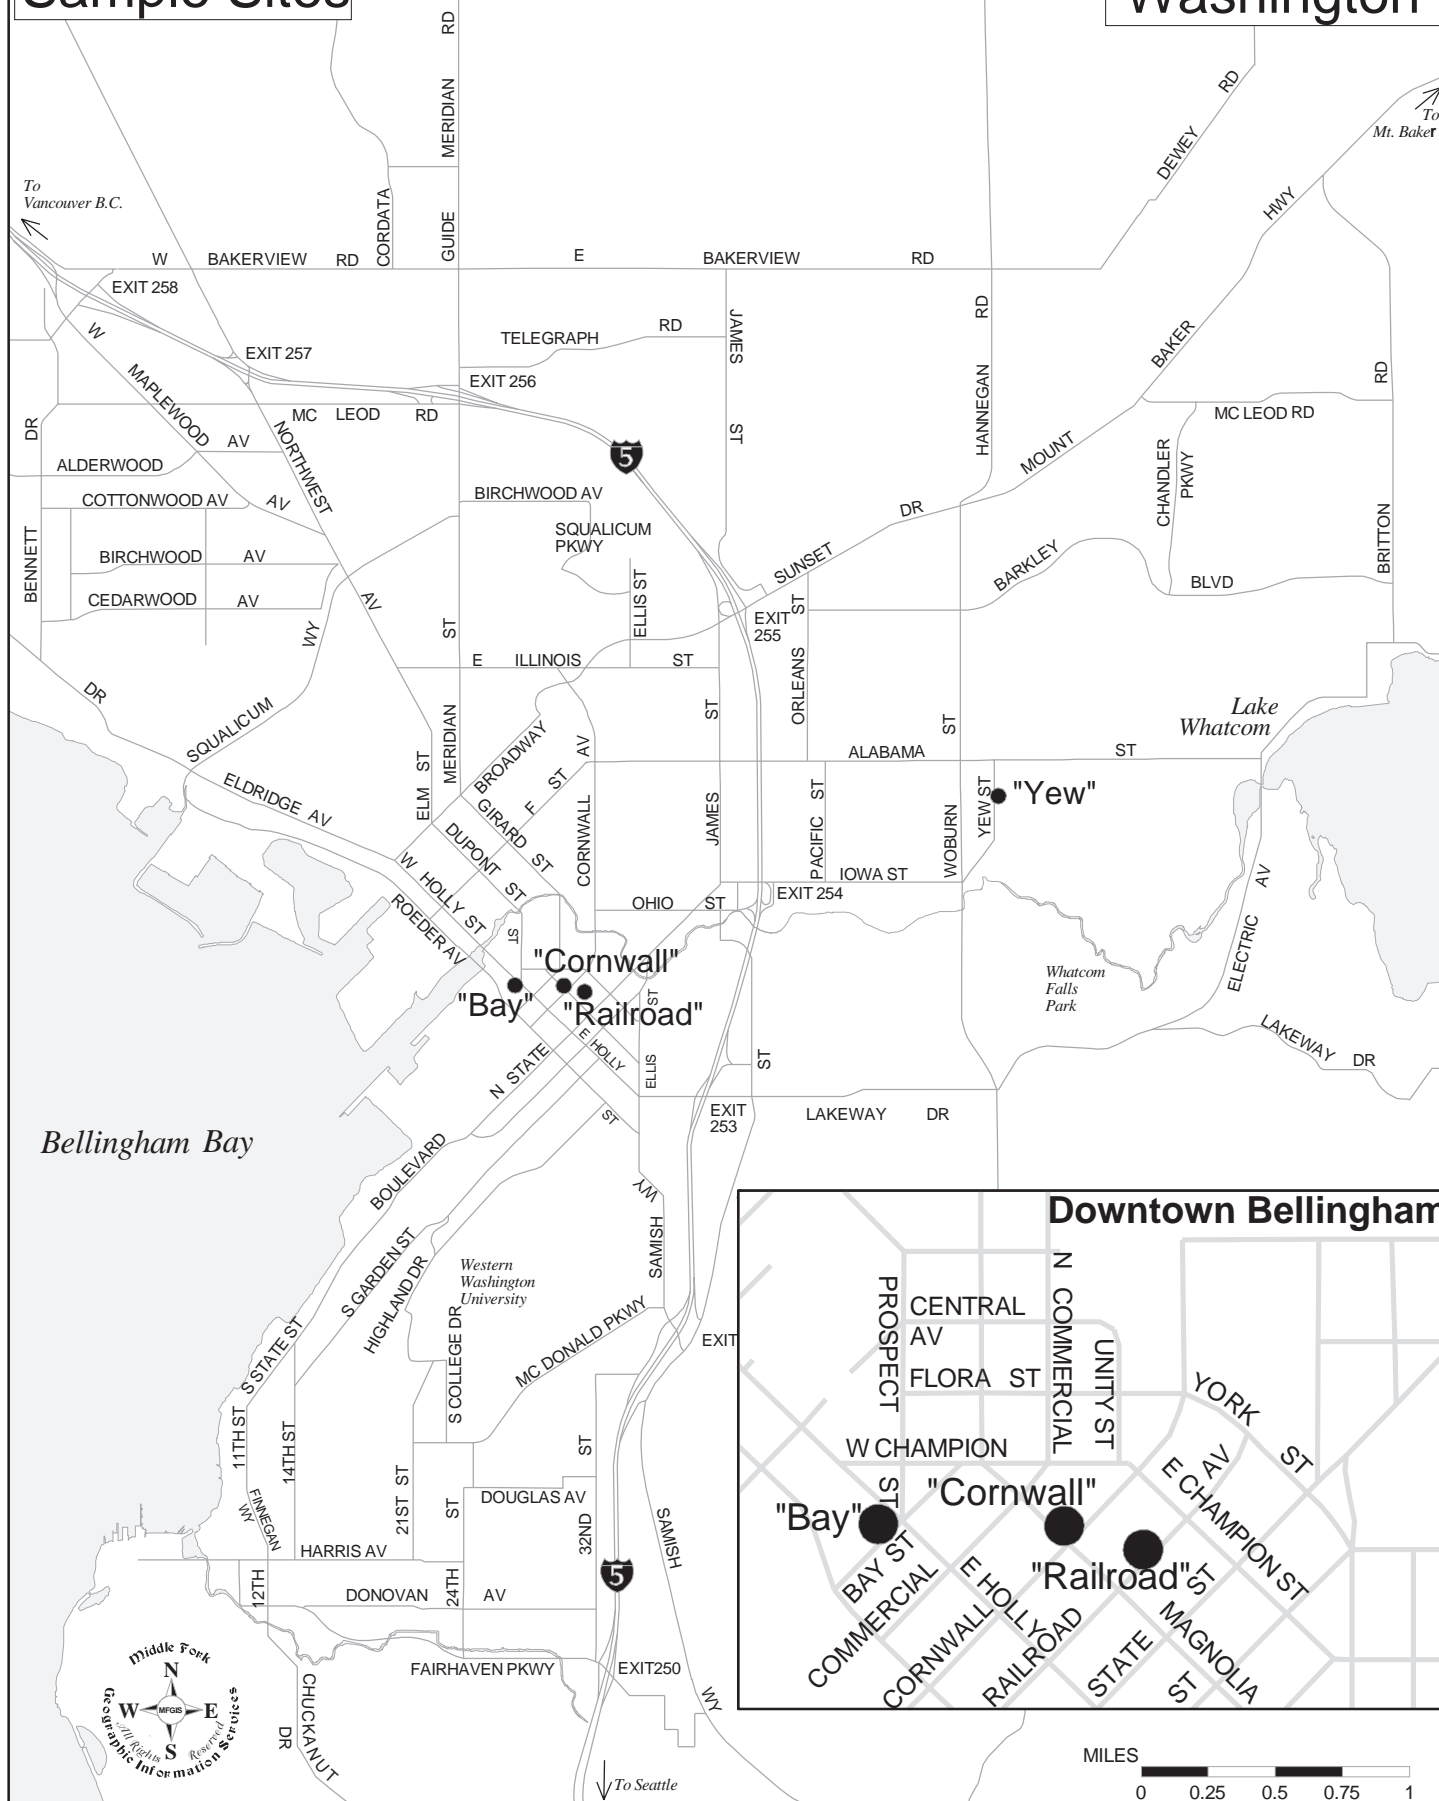 Sample Sites
Washington
RD
MERIDIAN
GUIDE
CORDATA
RD
DEWEY
To
Mt. Baker
HWY
To
Vancouver B.C.
W BAKERVIEW RD
E BAKERVIEW RD
EXIT 258
W
MAPLEWOOD
AV
EXIT 257
TELEGRAPH RD
EXIT 256
JAMES
ST
RD
HANNEGAN
BAKER
MOUNT
RD
MC LEOD RD
MC LEOD RD
DR
BENNETT
NORTHWEST
AV
ALDERWOOD
COTTONWOOD AV
AV
5
BIRCHWOOD AV
SQUALICUM
PKWY
CHANDLER
PKWY
BRITTON
DR
SUNSET
BARKLEY
BLVD
BIRCHWOOD AV
CEDARWOOD AV
WY
SQUALICUM
ELLIS ST
EXIT
255
ST
ORLEANS
ST
E ILLINOIS ST
DR
Lake
Whatcom
ST
MERIDIAN
ELM ST
BROADWAY
AV
CORNWALL
ST
F
GIRARD ST
DUPONT ST
ELDRIDGE AV
W HOLLY ST
ROEDER AV
ST
JAMES
ALABAMA ST
ST
WOBURN
YEW ST
"Yew"
PACIFIC ST
IOWA ST
EXIT 254
OHIO ST
AV
ELECTRIC
ST
"Cornwall"
"Bay"
"Railroad"
ST
ELLIS
E HOLLY
ST
N STATE
ST
Whatcom
Falls
Park
LAKEWAY DR
EXIT
253
LAKEWAY DR
Bellingham Bay
BOULEVARD
WY
SAMISH
S GARDEN ST
HIGHLAND DR
Western
Washington
University
S COLLEGE DR
MC DONALD PKWY
S STATE ST
EXIT
11TH ST
14TH ST
FINNEGAN
WY
21ST ST
ST
24TH
DOUGLAS AV
ST
32ND
SAMISH
WY
HARRIS AV
12TH
DONOVAN AV
5
FAIRHAVEN PKWY
EXIT250
CHUCKANUT
DR
To Seattle
Middle Fork
Geographic Information Services
All Rights Reserved
N
W
E
S
MFGIS
Downtown Bellingham
PROSPECT
ST
CENTRAL
AV
FLORA ST
N COMMERCIAL
UNITY ST
W CHAMPION
YORK
ST
AV
E CHAMPION ST
"Cornwall"
"Bay"
"Railroad"
BAY ST
COMMERCIAL
CORNWALL
E HOLLY
RAILROAD
STATE
ST
MAGNOLIA
ST
MILES
0 0.25 0.5 0.75 1